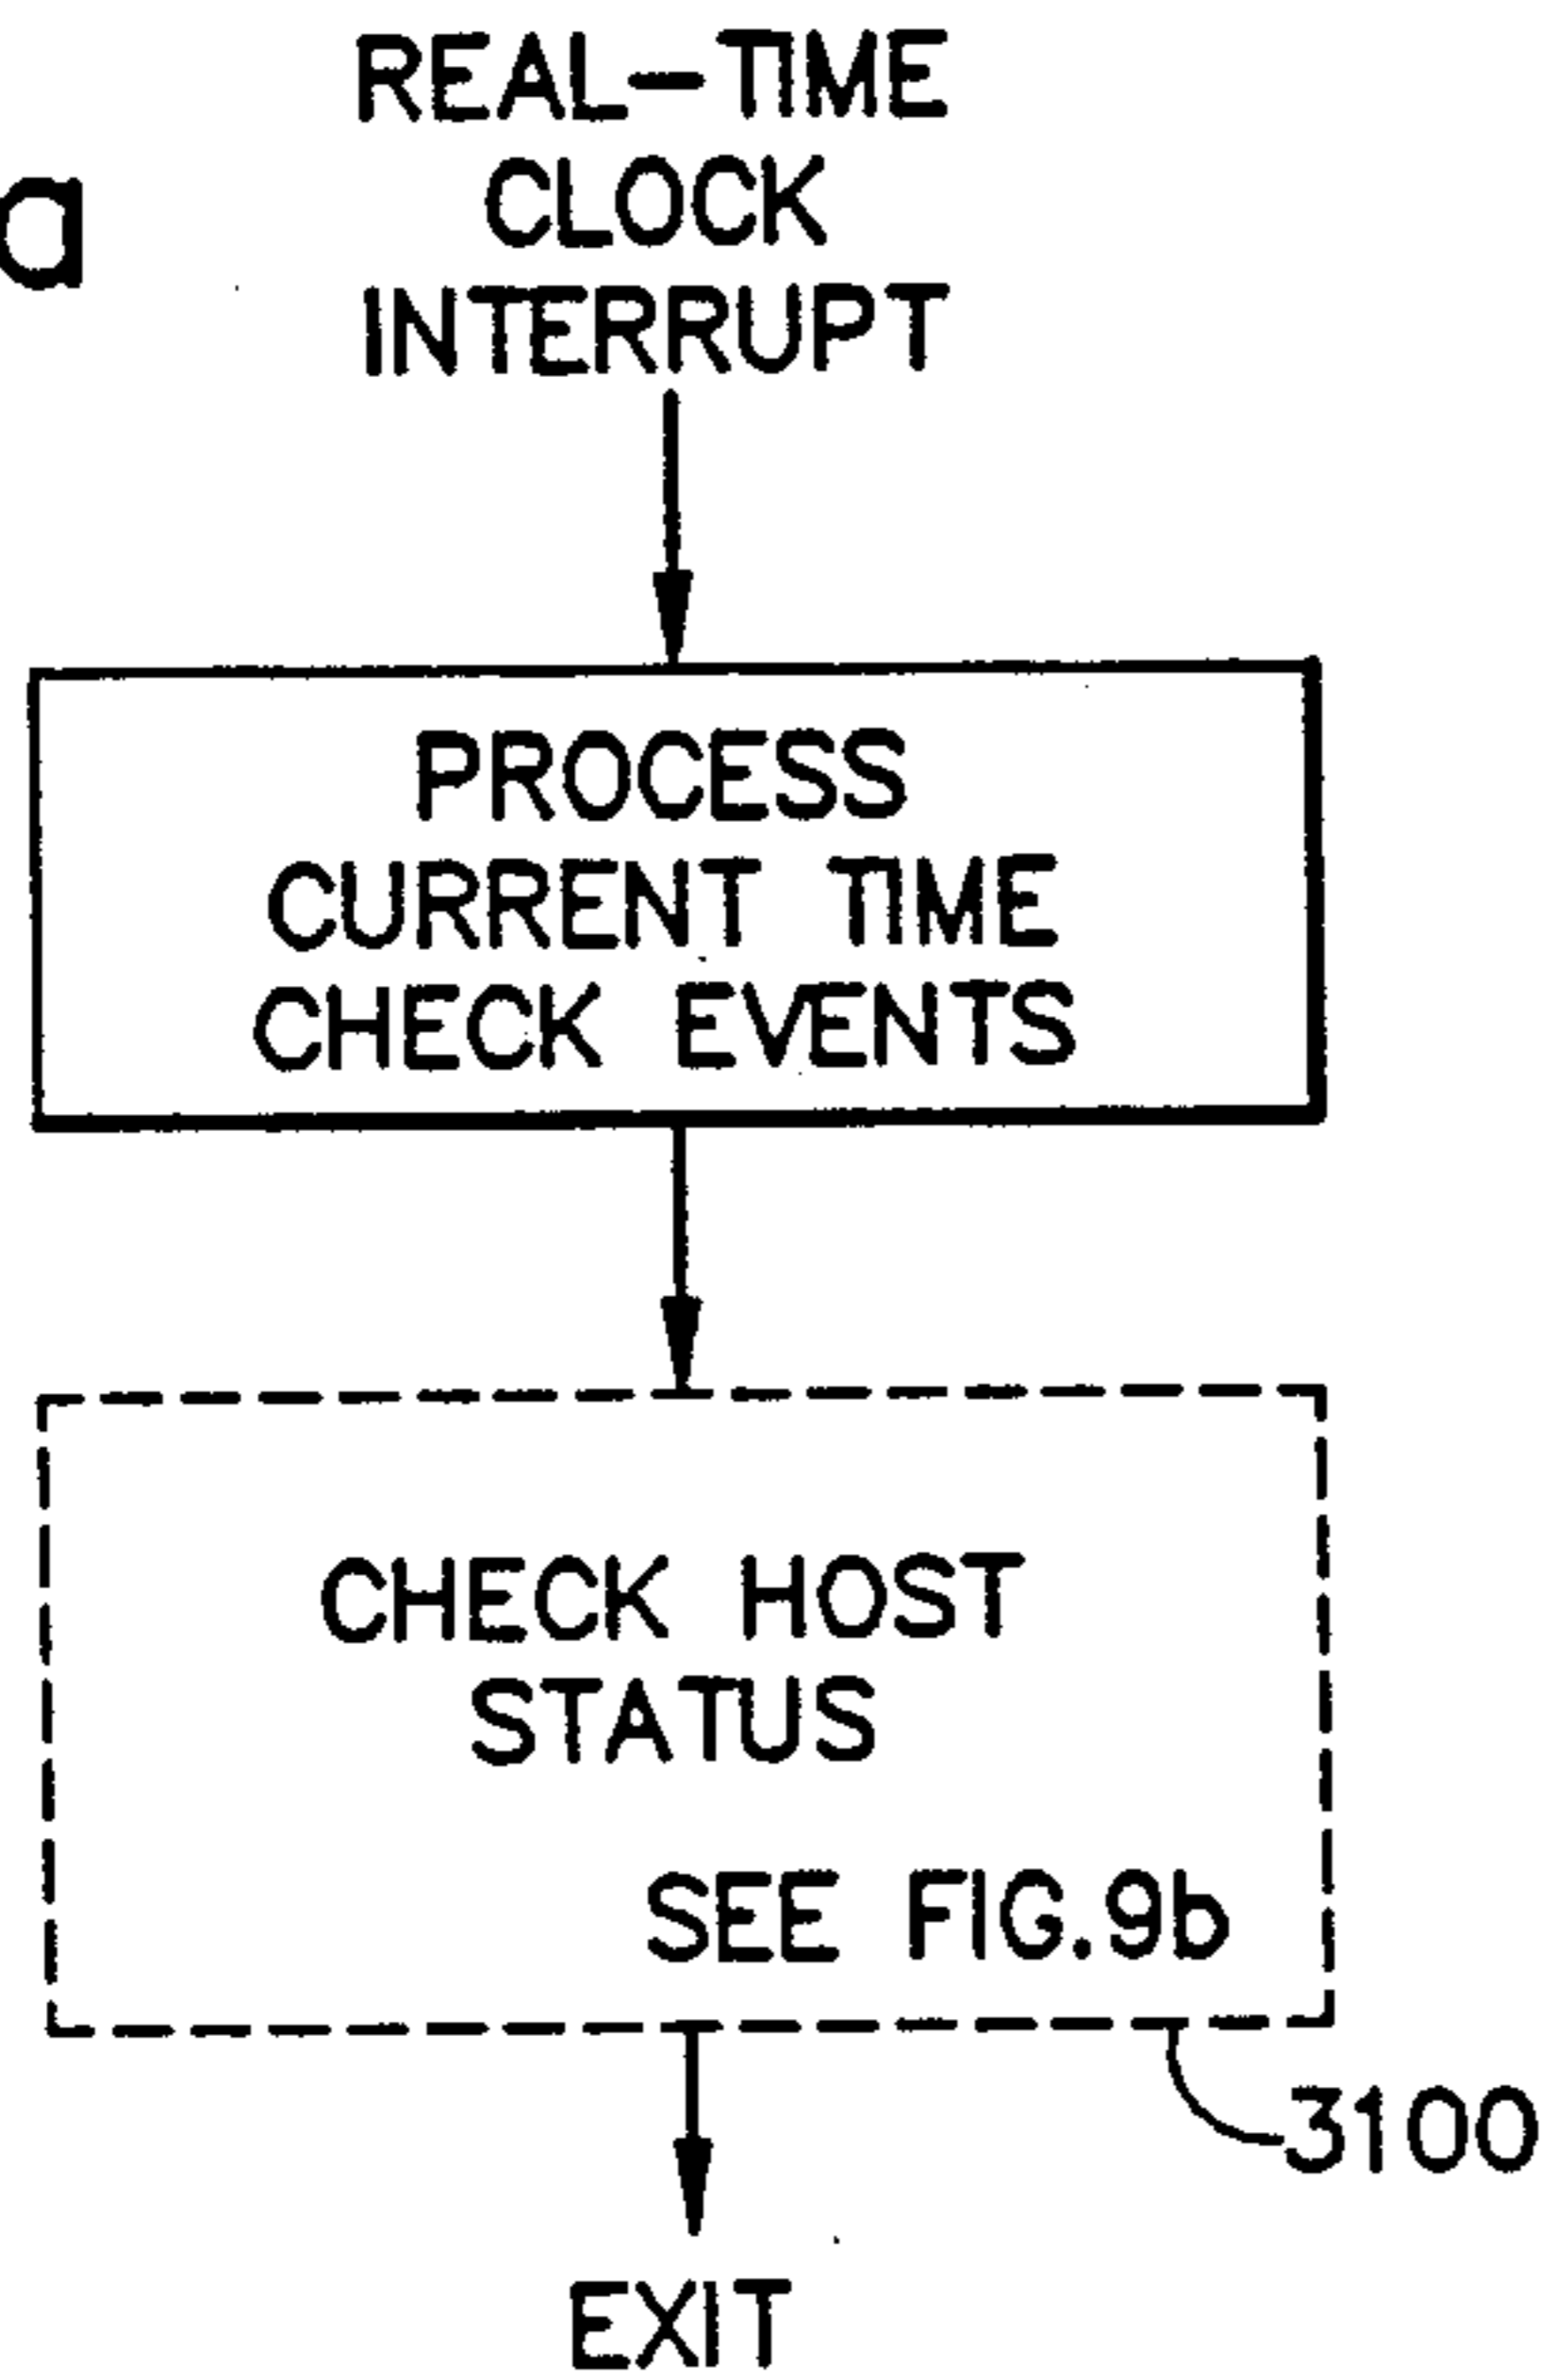 REAL-TIME
CLOCK
a
INTERRUPT
PROCESS
CURRENT TIME
CHECK EVENTS
CHECK HOST
STATUS
SEE FIG.9b
3100
EXIT